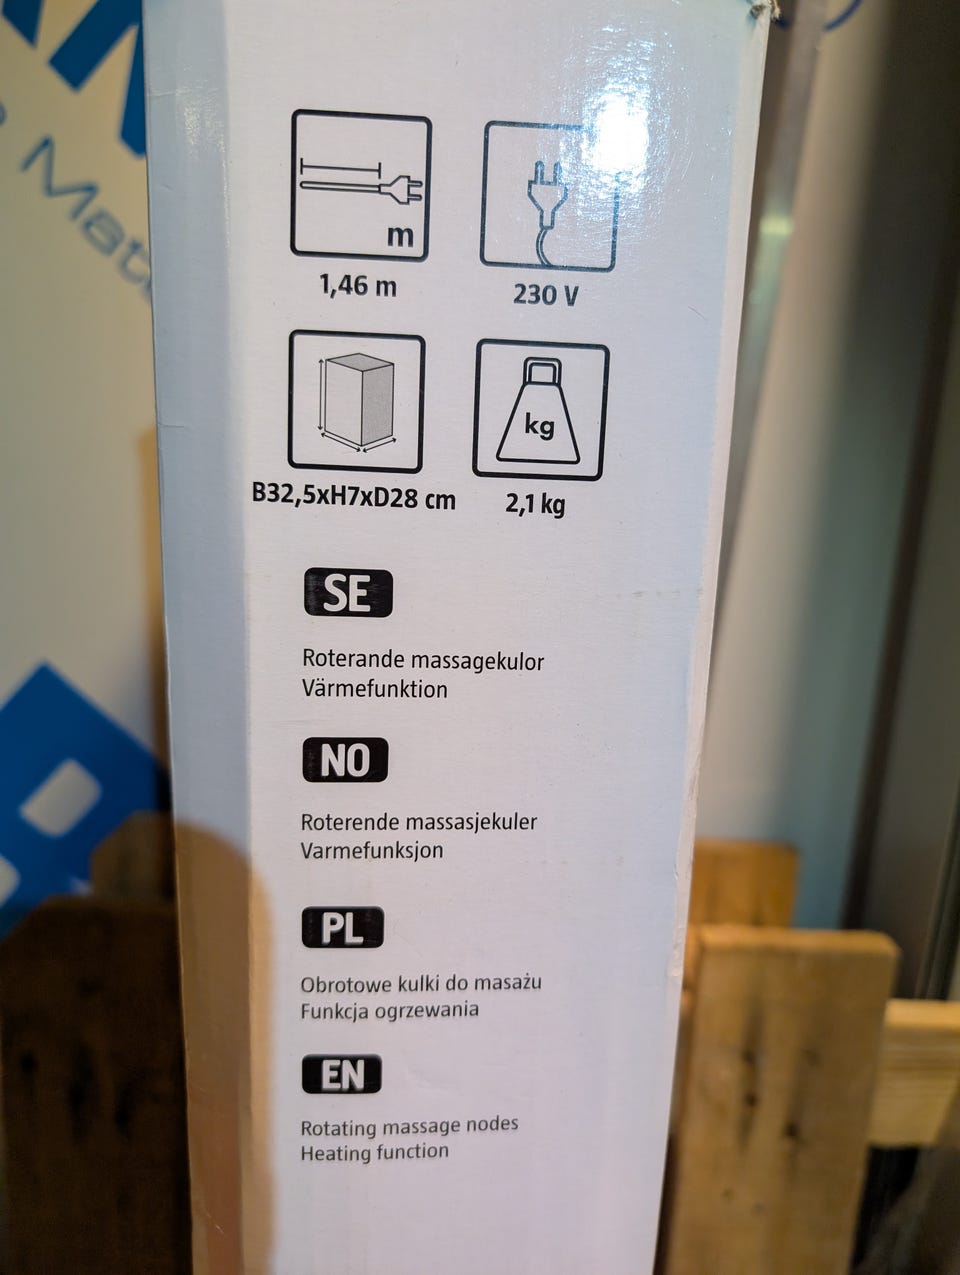 Mat
m
1,46 m
230 V
kg
B32,5xH7xD28 cm
2,1 kg
SE
Roterande massagekulor
Värmefunktion
NO
Roterende massasjekuler
Varmefunksjon
PL
Obrotowe kulki do masażu
Funkcja ogrzewania
EN
Rotating massage nodes
Heating function